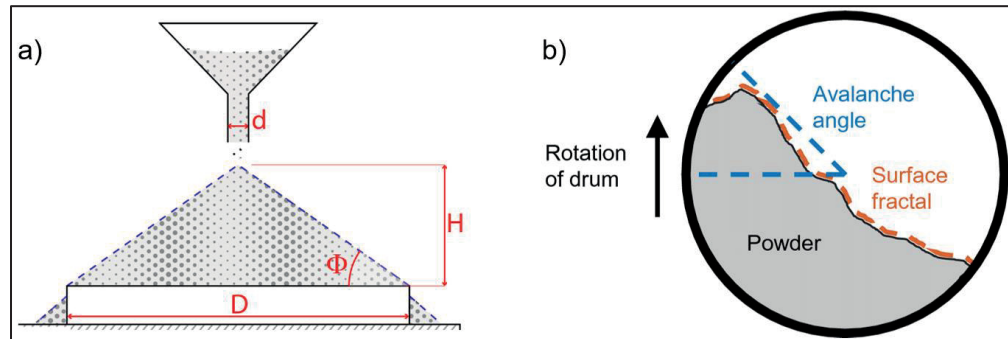 a)
d
H
Φ
D
b)
Avalanche
angle
Rotation
of drum
Surface
fractal
Powder